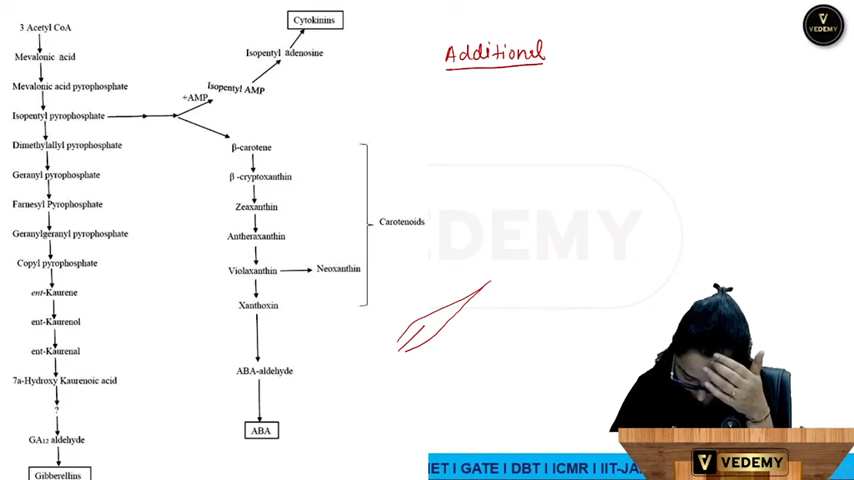 3 Acetyl CoA
Mevalonic acid
Mevalonic acid pyrophosphate
Isopentyl pyrophosphate
Dimethylallyl pyrophosphate
Geranyl pyrophosphate
Farnesyl Pyrophosphate
Geranylgeranyl pyrophosphate
Copyl pyrophosphate
ent-Kaurene
ent-Kaurenol
ent-Kaurenal
7a-Hydroxy Kaurenoic acid
?
GA12 aldehyde
Gibberellins
Cytokinins
Isopentyl adenosine
Isopentyl AMP
+AMP
β-carotene
β -cryptoxanthin
Zeaxanthin
Antheraxanthin
Violaxanthin
Neoxanthin
Xanthoxin
Carotenoids
ABA-aldehyde
ABA
Additional
VEDEMY
EDEMY
NET I GATE I DBT I ICMR I IIT-JA
VEDEMY